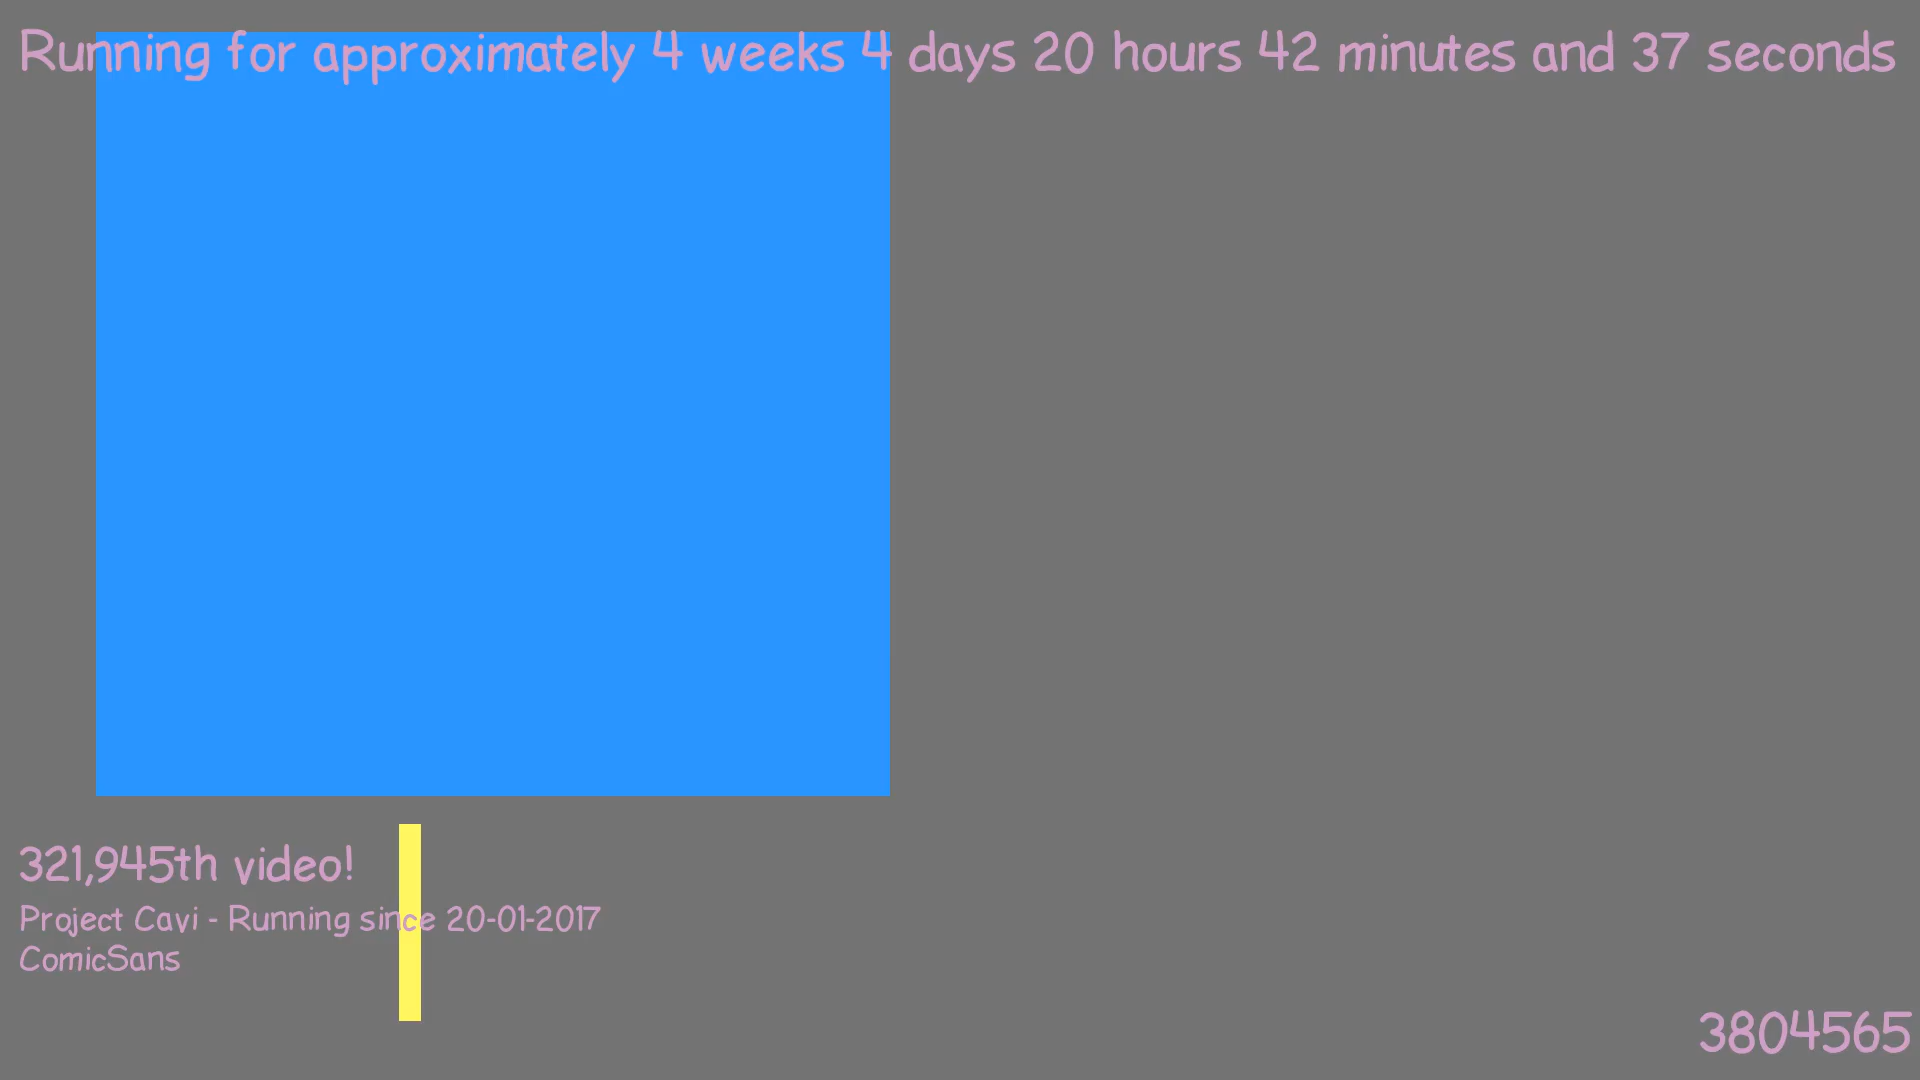 Running for approximately 4 weeks 4 days 20 hours 42 minutes and 37 seconds
321,945th video!
Project Cavi - Running since 20-01-2017
ComicSans
3804565